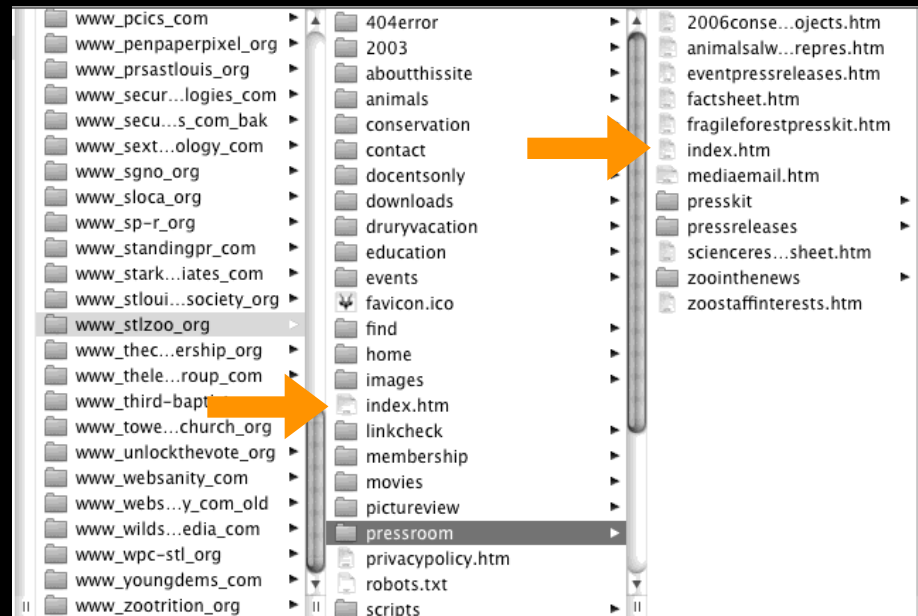 www_pcics_com
www_penpaperpixel_org
www_prsastlouis_org
www_secur...logies_com
www_secu...s_com_bak
www_sext...ology_com
www_sgno_org
www_sloca_org
www_sp-r_org
www_standingpr_com
www_stark...iates_com
www_stloui...society_org
www_stlzoo_org
www_thec...ership_org
www_thele...roup_com
www_third-bapt
www_towe...church_org
www_unlockthevote_org
www_websanity_com
www_webs...y_com_old
www_wilds...edia_com
www_wpc-stl_org
www_youngdems_com
www_zootrition_org
404error
2003
aboutthissite
animals
conservation
contact
docentsonly
downloads
druryvacation
education
events
favicon.ico
find
home
images
index.htm
linkcheck
membership
movies
pictureview
pressroom
privacypolicy.htm
robots.txt
scripts
2006conse...ojects.htm
animalsalw...repres.htm
eventpressreleases.htm
factsheet.htm
fragileforestpresskit.htm
index.htm
mediaemail.htm
presskit
pressreleases
scienceres...sheet.htm
zoointhenews
zoostaffinterests.htm